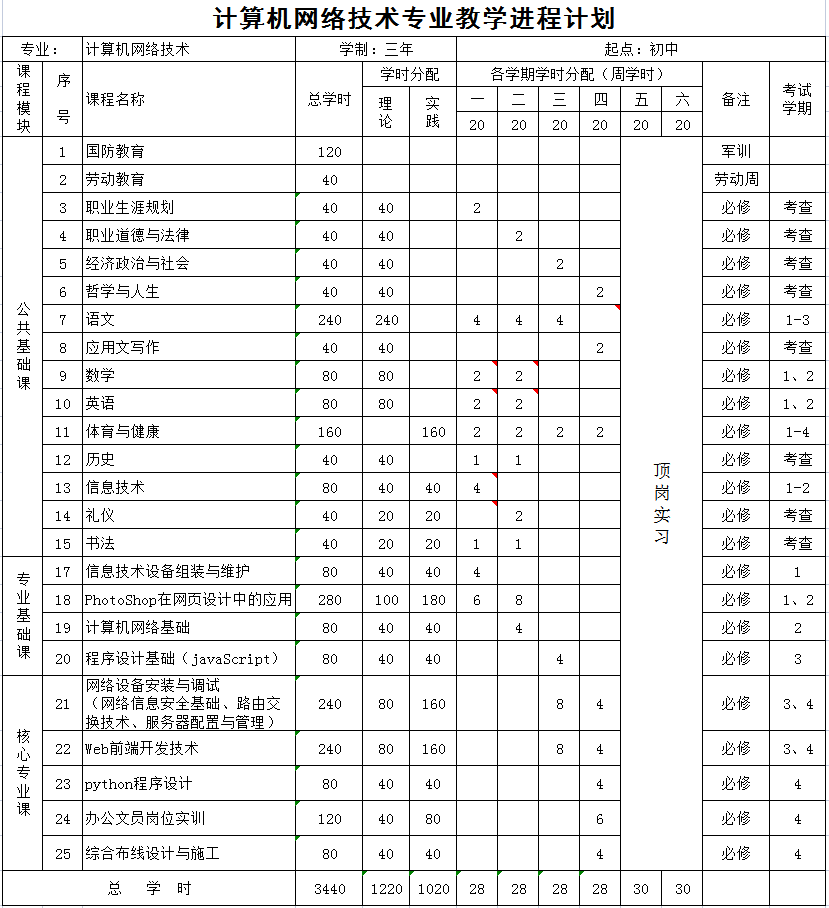 计算机网络技术专业教学进程计划
专业： 计算机网络技术 学制：三年 起点：初中
课程模块 序号 课程名称 总学时 学时分配 各学期学时分配（周学时） 备注 考试学期
理论 实践 一 二 三 四 五 六
20 20 20 20 20 20
公共基础课
1 国防教育 120 军训
2 劳动教育 40 劳动周
3 职业生涯规划 40 40 2 必修 考查
4 职业道德与法律 40 40 2 必修 考查
5 经济政治与社会 40 40 2 必修 考查
6 哲学与人生 40 40 2 必修 考查
7 语文 240 240 4 4 4 必修 1-3
8 应用文写作 40 40 2 必修 考查
9 数学 80 80 2 2 必修 1、2
10 英语 80 80 2 2 必修 1、2
11 体育与健康 160 160 2 2 2 2 必修 1-4
12 历史 40 40 1 1 必修 考查
13 信息技术 80 40 40 4 必修 1-2
14 礼仪 40 20 20 2 必修 考查
15 书法 40 20 20 1 1 必修 考查
顶岗实习
专业基础课
17 信息技术设备组装与维护 80 40 40 4 必修 1
18 PhotoShop在网页设计中的应用 280 100 180 6 8 必修 1、2
19 计算机网络基础 80 40 40 4 必修 2
20 程序设计基础（javaScript） 80 40 40 4 必修 3
核心专业课
21 网络设备安装与调试
（网络信息安全基础、路由交
换技术、服务器配置与管理） 240 80 160 8 4 必修 3、4
22 Web前端开发技术 240 80 160 8 4 必修 3、4
23 python程序设计 80 40 40 4 必修 4
24 办公文员岗位实训 120 40 80 6 必修 4
25 综合布线设计与施工 80 40 40 4 必修 4
总 学 时 3440 1220 1020 28 28 28 28 30 30